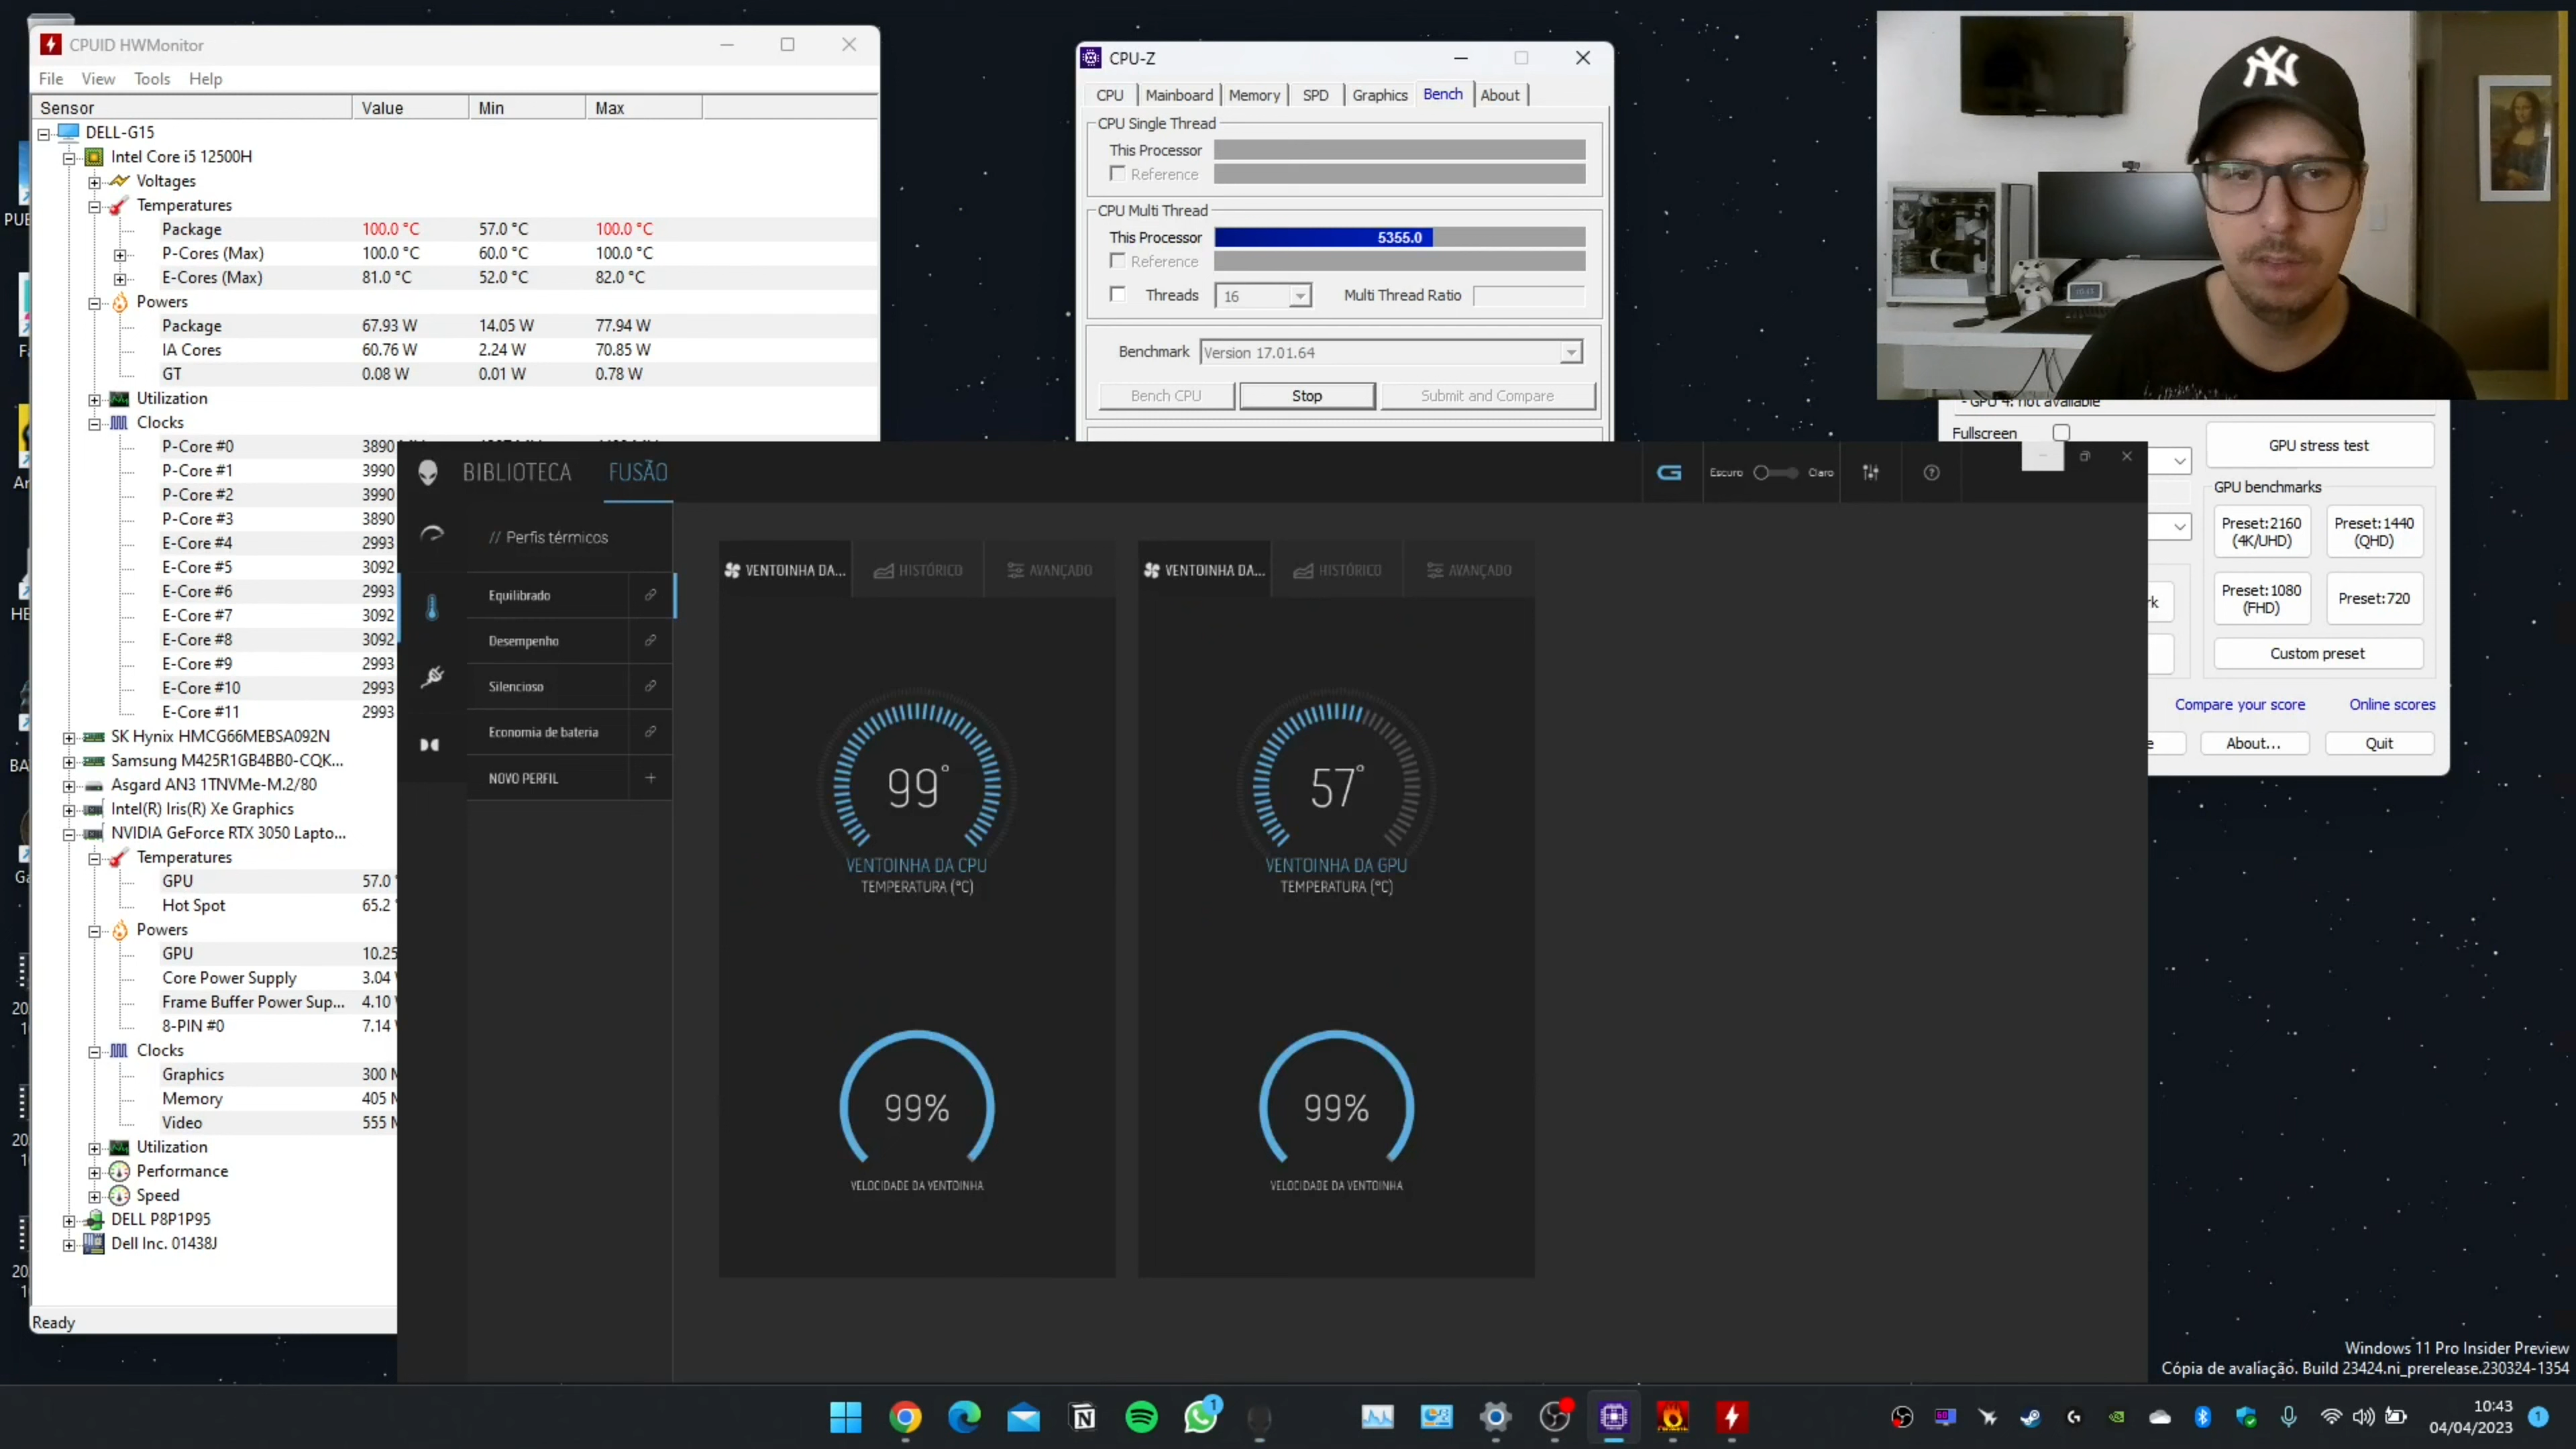 CPUID HWMonitor
File View Tools Help
Sensor Value Min Max
DELL-G15
Intel Core i5 12500H
Voltages
Temperatures
Package 100.0 °C 57.0 °C 100.0 °C
P-Cores (Max) 100.0 °C 60.0 °C 100.0 °C
E-Cores (Max) 81.0 °C 52.0 °C 82.0 °C
Powers
Package 67.93 W 14.05 W 77.94 W
IA Cores 60.76 W 2.24 W 70.85 W
GT 0.08 W 0.01 W 0.78 W
Utilization
Clocks
P-Core #0 3890
P-Core #1 3990
P-Core #2 3990
P-Core #3 3890
E-Core #4 2993
E-Core #5 3092
E-Core #6 2993
E-Core #7 3092
E-Core #8 3092
E-Core #9 2993
E-Core #10 2993
E-Core #11 2993
SK Hynix HMCG66MEBSA092N
Samsung M425R1GB4BB0-CQK...
Asgard AN3 1TNVMe-M.2/80
Intel(R) Iris(R) Xe Graphics
NVIDIA GeForce RTX 3050 Lapto...
Temperatures
GPU 57.0
Hot Spot 65.2
Powers
GPU 10.25
Core Power Supply 3.04
Frame Buffer Power Sup... 4.10
8-PIN #0 7.14
Clocks
Graphics 300
Memory 405
Video 555
Utilization
Performance
Speed
DELL P8P1P95
Dell Inc. 01438J
Ready
CPU-Z
CPU Mainboard Memory SPD Graphics Bench About
CPU Single Thread
This Processor
Reference
CPU Multi Thread
This Processor 5355.0
Reference
Threads 16 Multi Thread Ratio
Benchmark Version 17.01.64
Bench CPU Stop Submit and Compare
NY
- GPU 4: not available
Fullscreen
GPU stress test
GPU benchmarks
Preset:2160
(4K/UHD)
Preset:1440
(QHD)
Preset:1080
(FHD)
Preset:720
Custom preset
Compare your score Online scores
About... Quit
BIBLIOTECA FUSÃO
Escuro Claro
// Perfis térmicos
Equilibrado
Desempenho
Silencioso
Economia de bateria
NOVO PERFIL
VENTOINHA DA... HISTÓRICO AVANÇADO
99°
VENTOINHA DA CPU
TEMPERATURA (°C)
99%
VELOCIDADE DA VENTOINHA
VENTOINHA DA... HISTÓRICO AVANÇADO
57°
VENTOINHA DA GPU
TEMPERATURA (°C)
99%
VELOCIDADE DA VENTOINHA
Windows 11 Pro Insider Preview
Cópia de avaliação. Build 23424.ni_prerelease.230324-1354
1
10:43
04/04/2023
1